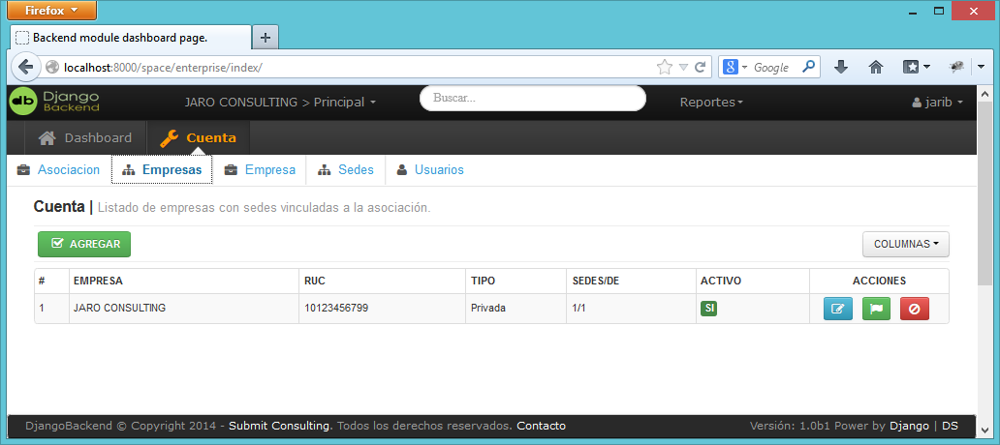 Firefox
Backend module dashboard page.
localhost:8000/space/enterprise/index/
Google
db Django Backend
JARO CONSULTING > Principal
Buscar...
Reportes
jarib
Dashboard
Cuenta
Asociacion
Empresas
Empresa
Sedes
Usuarios
Cuenta | Listado de empresas con sedes vinculadas a la asociación.
AGREGAR
COLUMNAS
# EMPRESA RUC TIPO SEDES/DE ACTIVO ACCIONES
1 JARO CONSULTING 10123456799 Privada 1/1 SI
DjangoBackend © Copyright 2014 - Submit Consulting. Todos los derechos reservados. Contacto
Versión: 1.0b1 Power by Django | DS